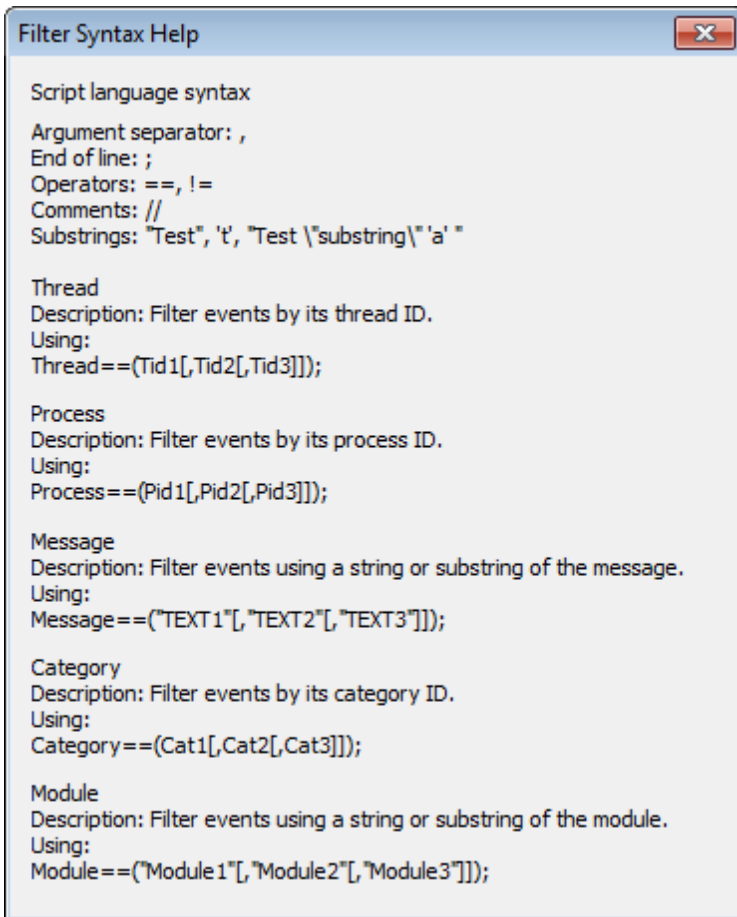 Filter Syntax Help
Script language syntax
Argument separator: ,
End of line: ;
Operators: ==, !=
Comments: //
Substrings: "Test", 't', "Test \"substring\" 'a' "
Thread
Description: Filter events by its thread ID.
Using:
Thread==(Tid1[,Tid2[,Tid3]]);
Process
Description: Filter events by its process ID.
Using:
Process==(Pid1[,Pid2[,Pid3]]);
Message
Description: Filter events using a string or substring of the message.
Using:
Message==("TEXT1"[,"TEXT2"[,"TEXT3"]]);
Category
Description: Filter events by its category ID.
Using:
Category==(Cat1[,Cat2[,Cat3]]);
Module
Description: Filter events using a string or substring of the module.
Using:
Module==("Module1"[,"Module2"[,"Module3"]]);